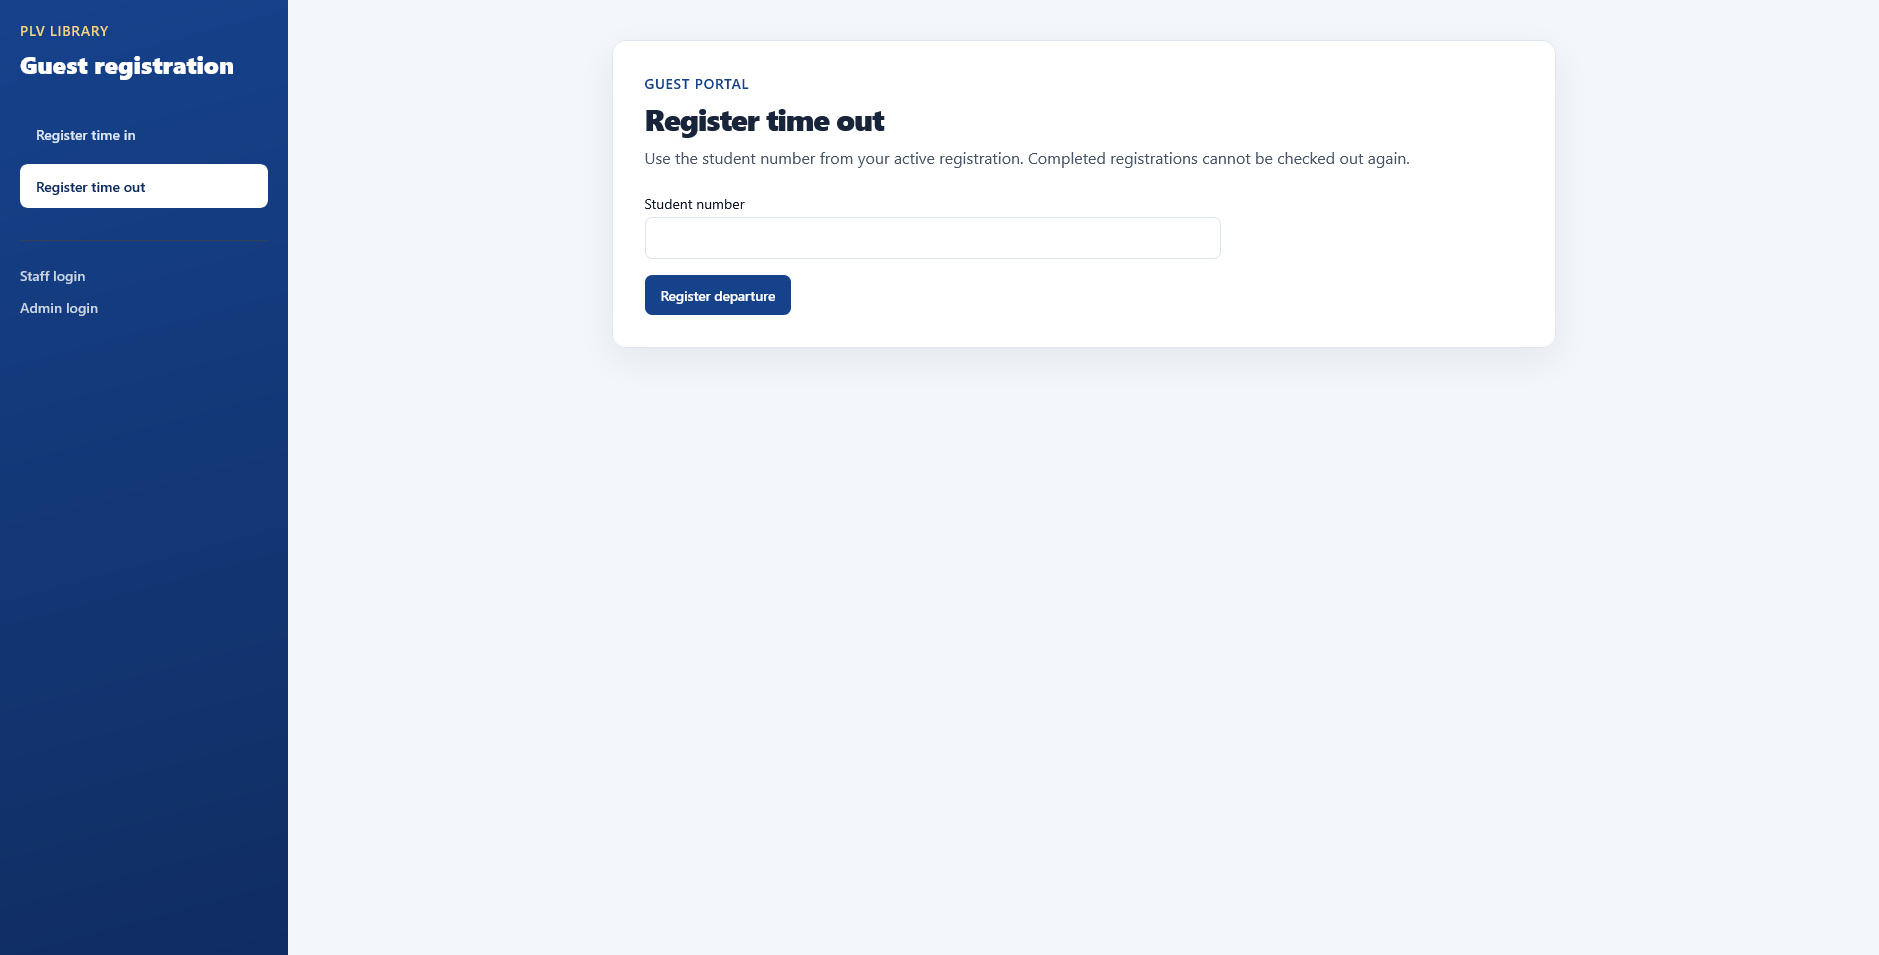 PLV LIBRARY
Guest registration
Register time in
Register time out
Staff login
Admin login
GUEST PORTAL
Register time out
Use the student number from your active registration. Completed registrations cannot be checked out again.
Student number
Register departure